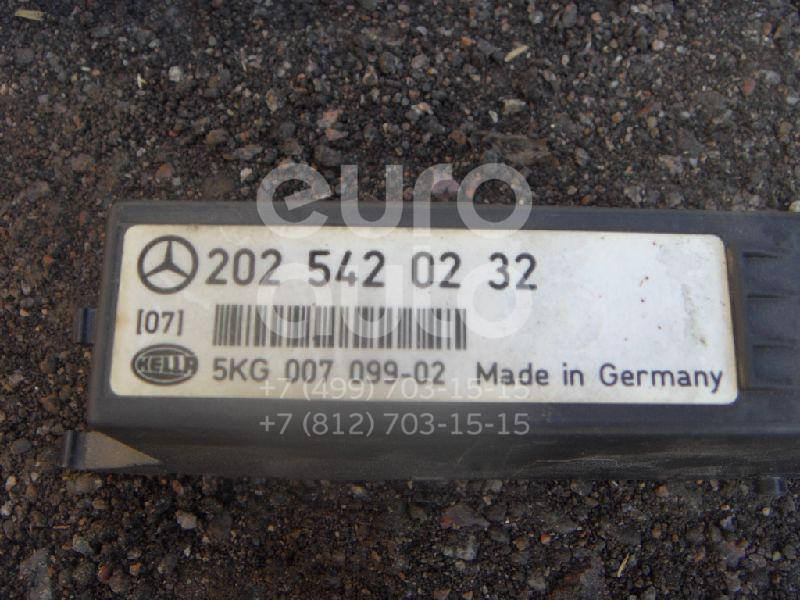 euro
auto
202 542 02 32
[07]
HELLA 5KG 007 099-02 Made in Germany
+7 (499) 703-15-15
+7 (812) 703-15-15